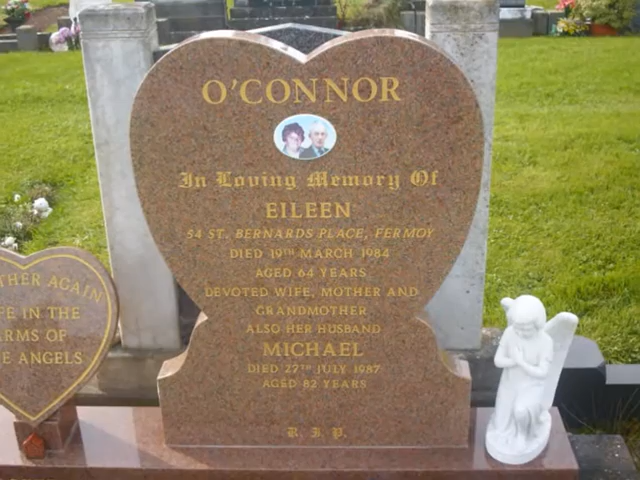 O'CONNOR
In Loving Memory Of
EILEEN
54 ST. BERNARDS PLACE, FERMOY
DIED 19TH MARCH 1984
AGED 64 YEARS
DEVOTED WIFE, MOTHER AND
GRANDMOTHER
ALSO HER HUSBAND
MICHAEL
DIED 27TH JULY 1987
AGED 82 YEARS
R.I.P.
THER AGAIN
FE IN THE
ARMS OF
E ANGELS